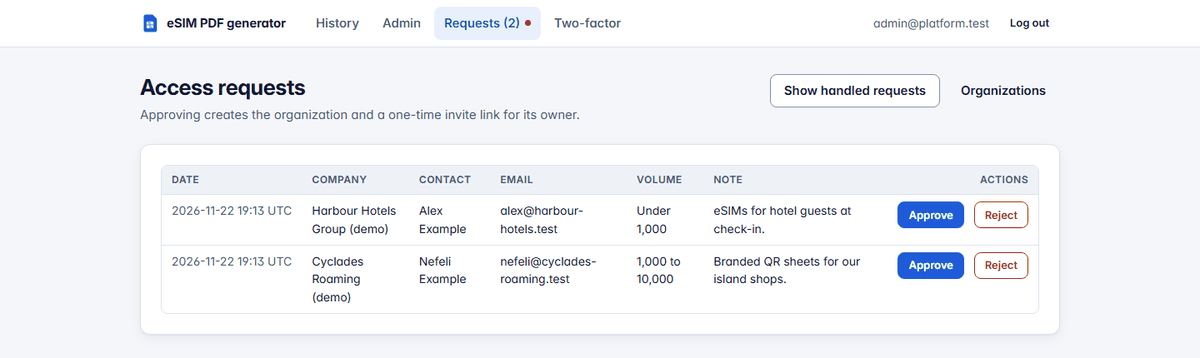 eSIM PDF generator History Admin Requests (2) Two-factor admin@platform.test Log out
Access requests
Show handled requests Organizations
Approving creates the organization and a one-time invite link for its owner.
DATE COMPANY CONTACT EMAIL VOLUME NOTE ACTIONS
2026-11-22 19:13 UTC Harbour Hotels Alex alex@harbour- Under eSIMs for hotel guests at Approve Reject
Group (demo) Example hotels.test 1,000 check-in.
2026-11-22 19:13 UTC Cyclades Nefeli nefeli@cyclades- 1,000 to Branded QR sheets for our Approve Reject
Roaming Example roaming.test 10,000 island shops.
(demo)